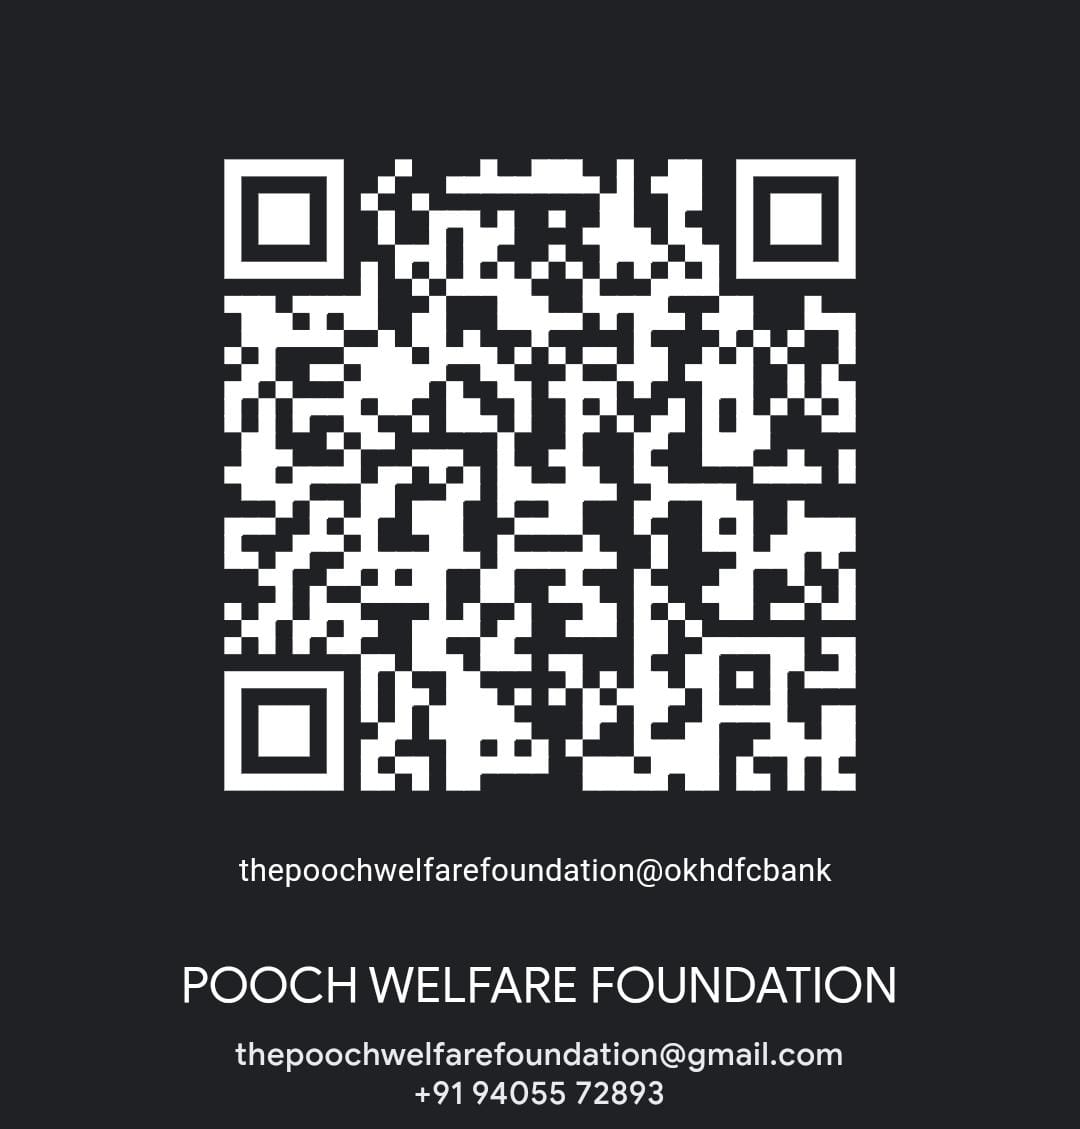 thepoochwelfarefoundation@okhdfcbank
POOCH WELFARE FOUNDATION
thepoochwelfarefoundation@gmail.com
+91 94055 72893